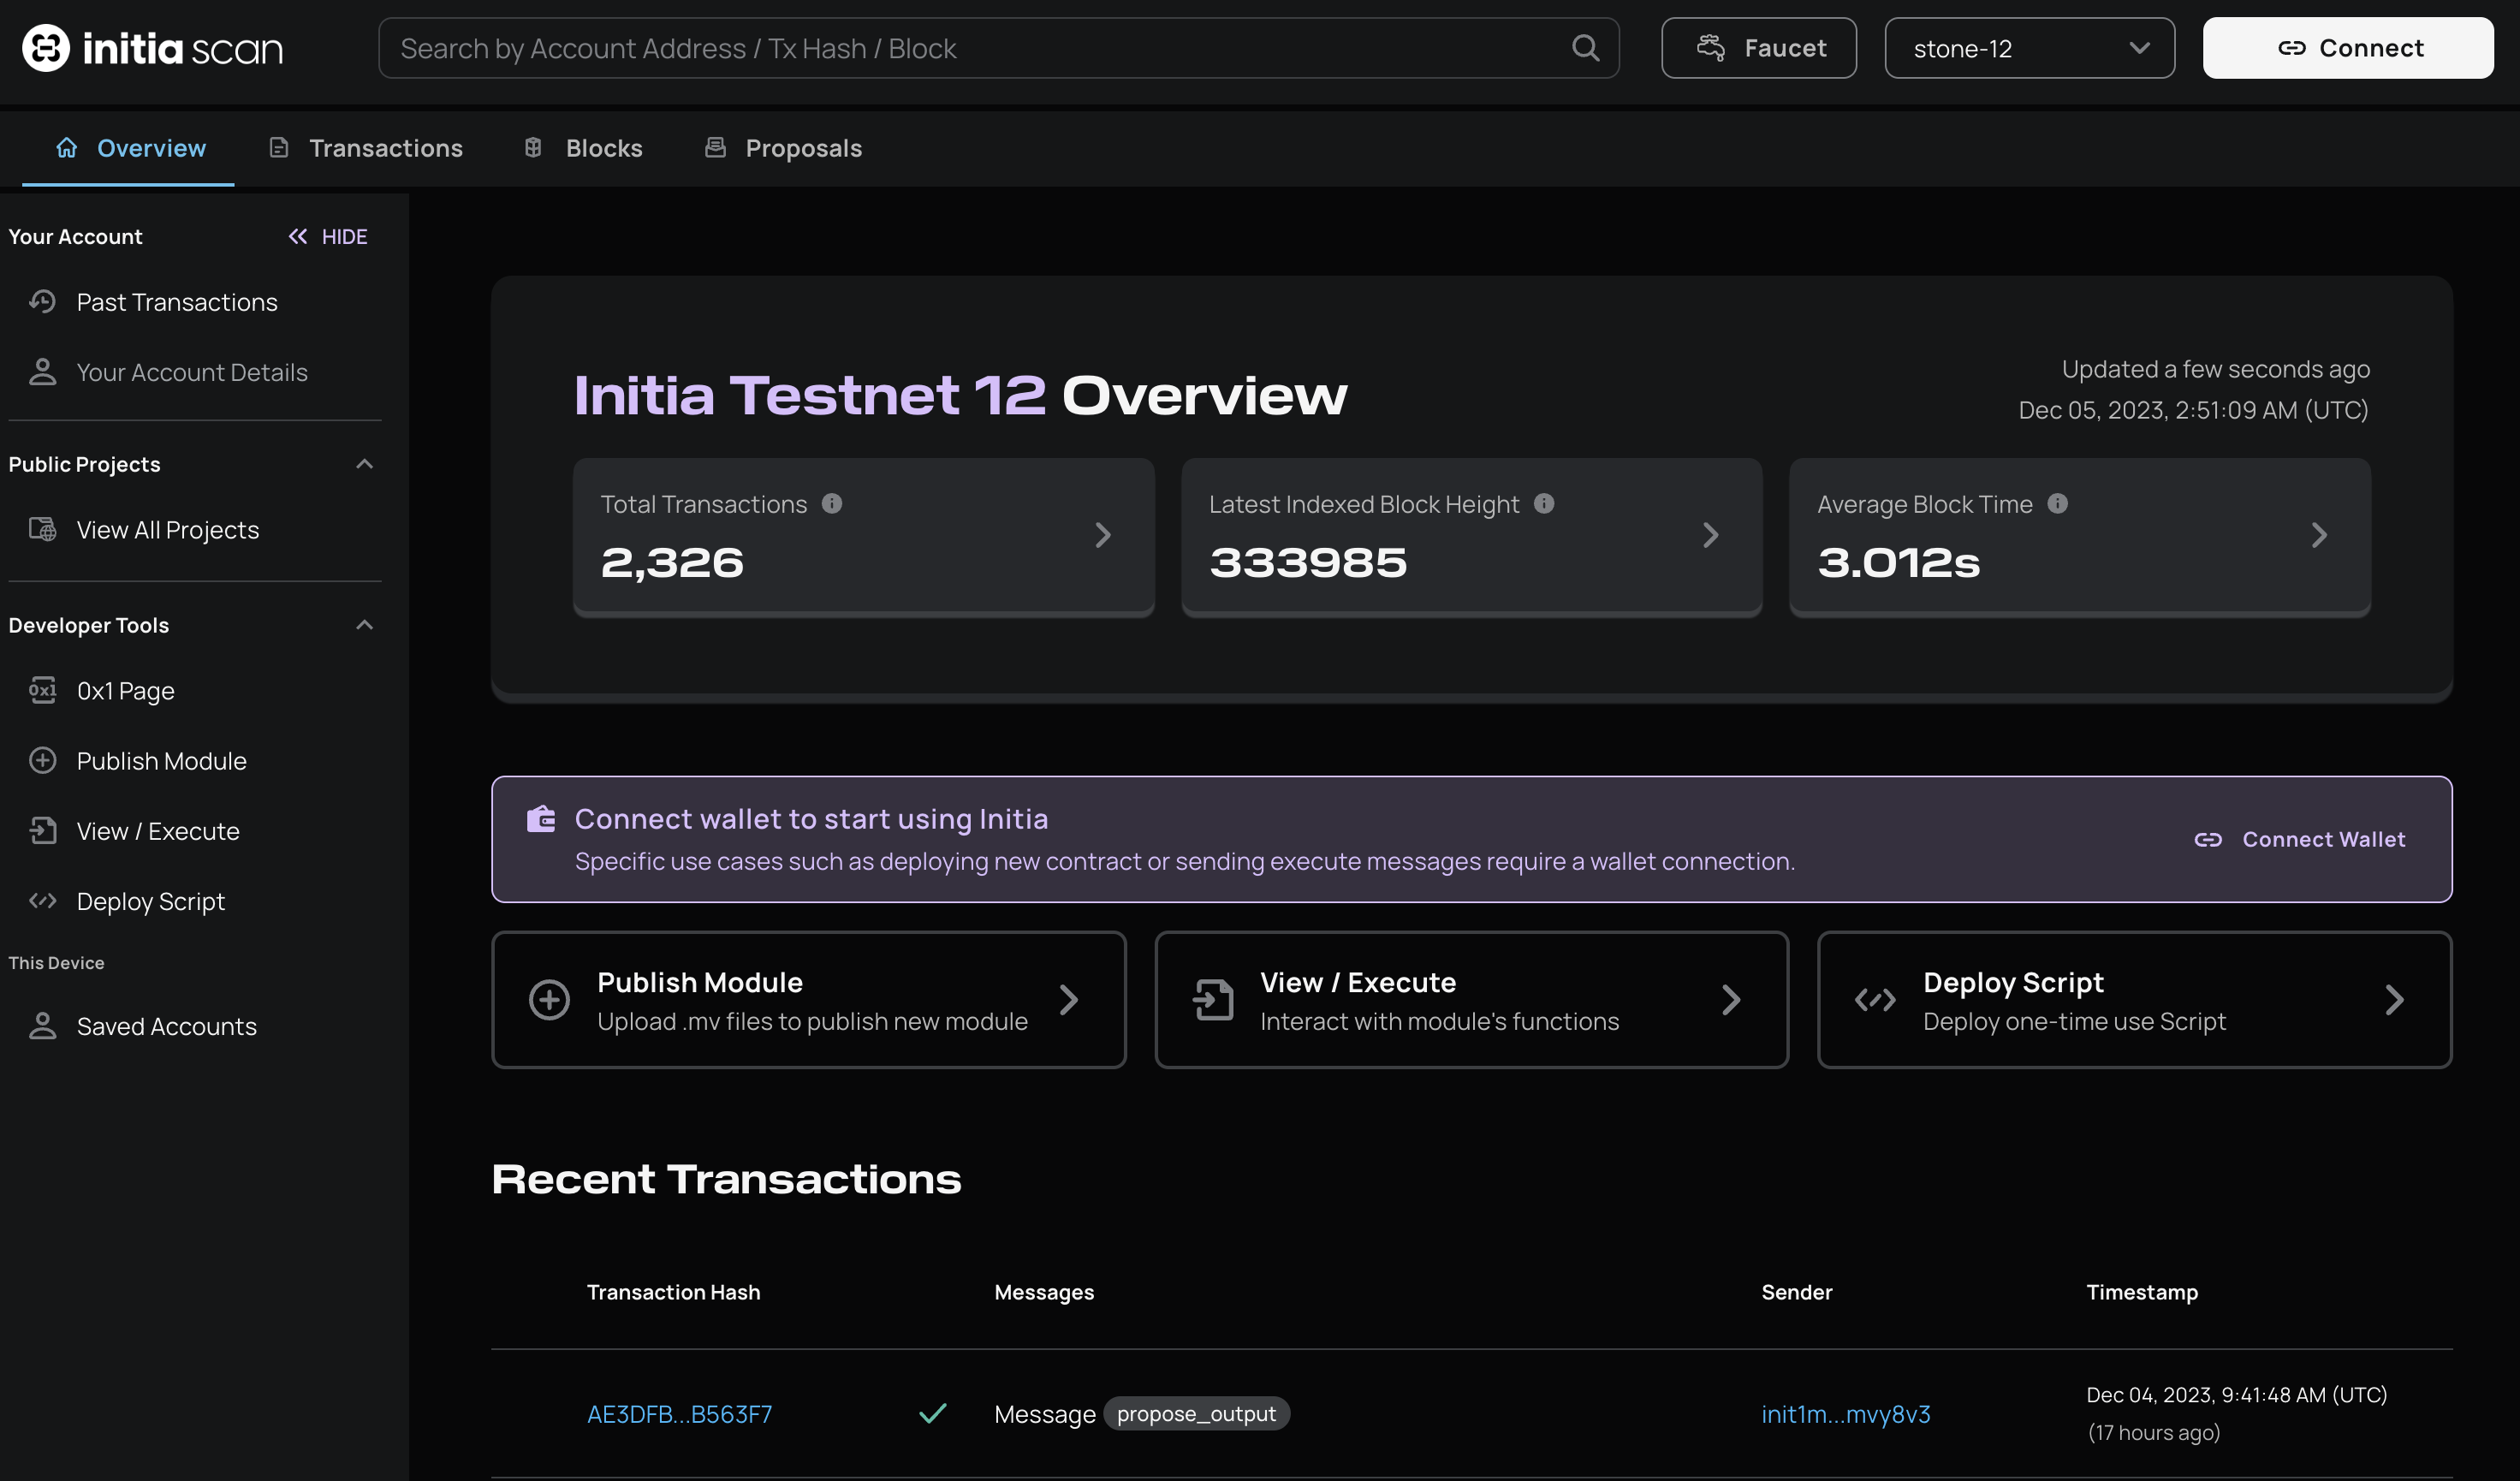 initia scan
Search by Account Address / Tx Hash / Block
Faucet
stone-12
Connect
Overview
Transactions
Blocks
Proposals
Your Account
HIDE
Past Transactions
Your Account Details
Public Projects
View All Projects
Developer Tools
0x1
0x1 Page
Publish Module
View / Execute
Deploy Script
This Device
Saved Accounts
Initia Testnet 12 Overview
Updated a few seconds ago
Dec 05, 2023, 2:51:09 AM (UTC)
Total Transactions
2,326
Latest Indexed Block Height
333985
Average Block Time
3.012s
Connect wallet to start using Initia
Specific use cases such as deploying new contract or sending execute messages require a wallet connection.
Connect Wallet
Publish Module
Upload .mv files to publish new module
View / Execute
Interact with module's functions
Deploy Script
Deploy one-time use Script
Recent Transactions
Transaction Hash Messages Sender Timestamp
AE3DFB...B563F7
Message propose_output
init1m...mvy8v3
Dec 04, 2023, 9:41:48 AM (UTC)
(17 hours ago)